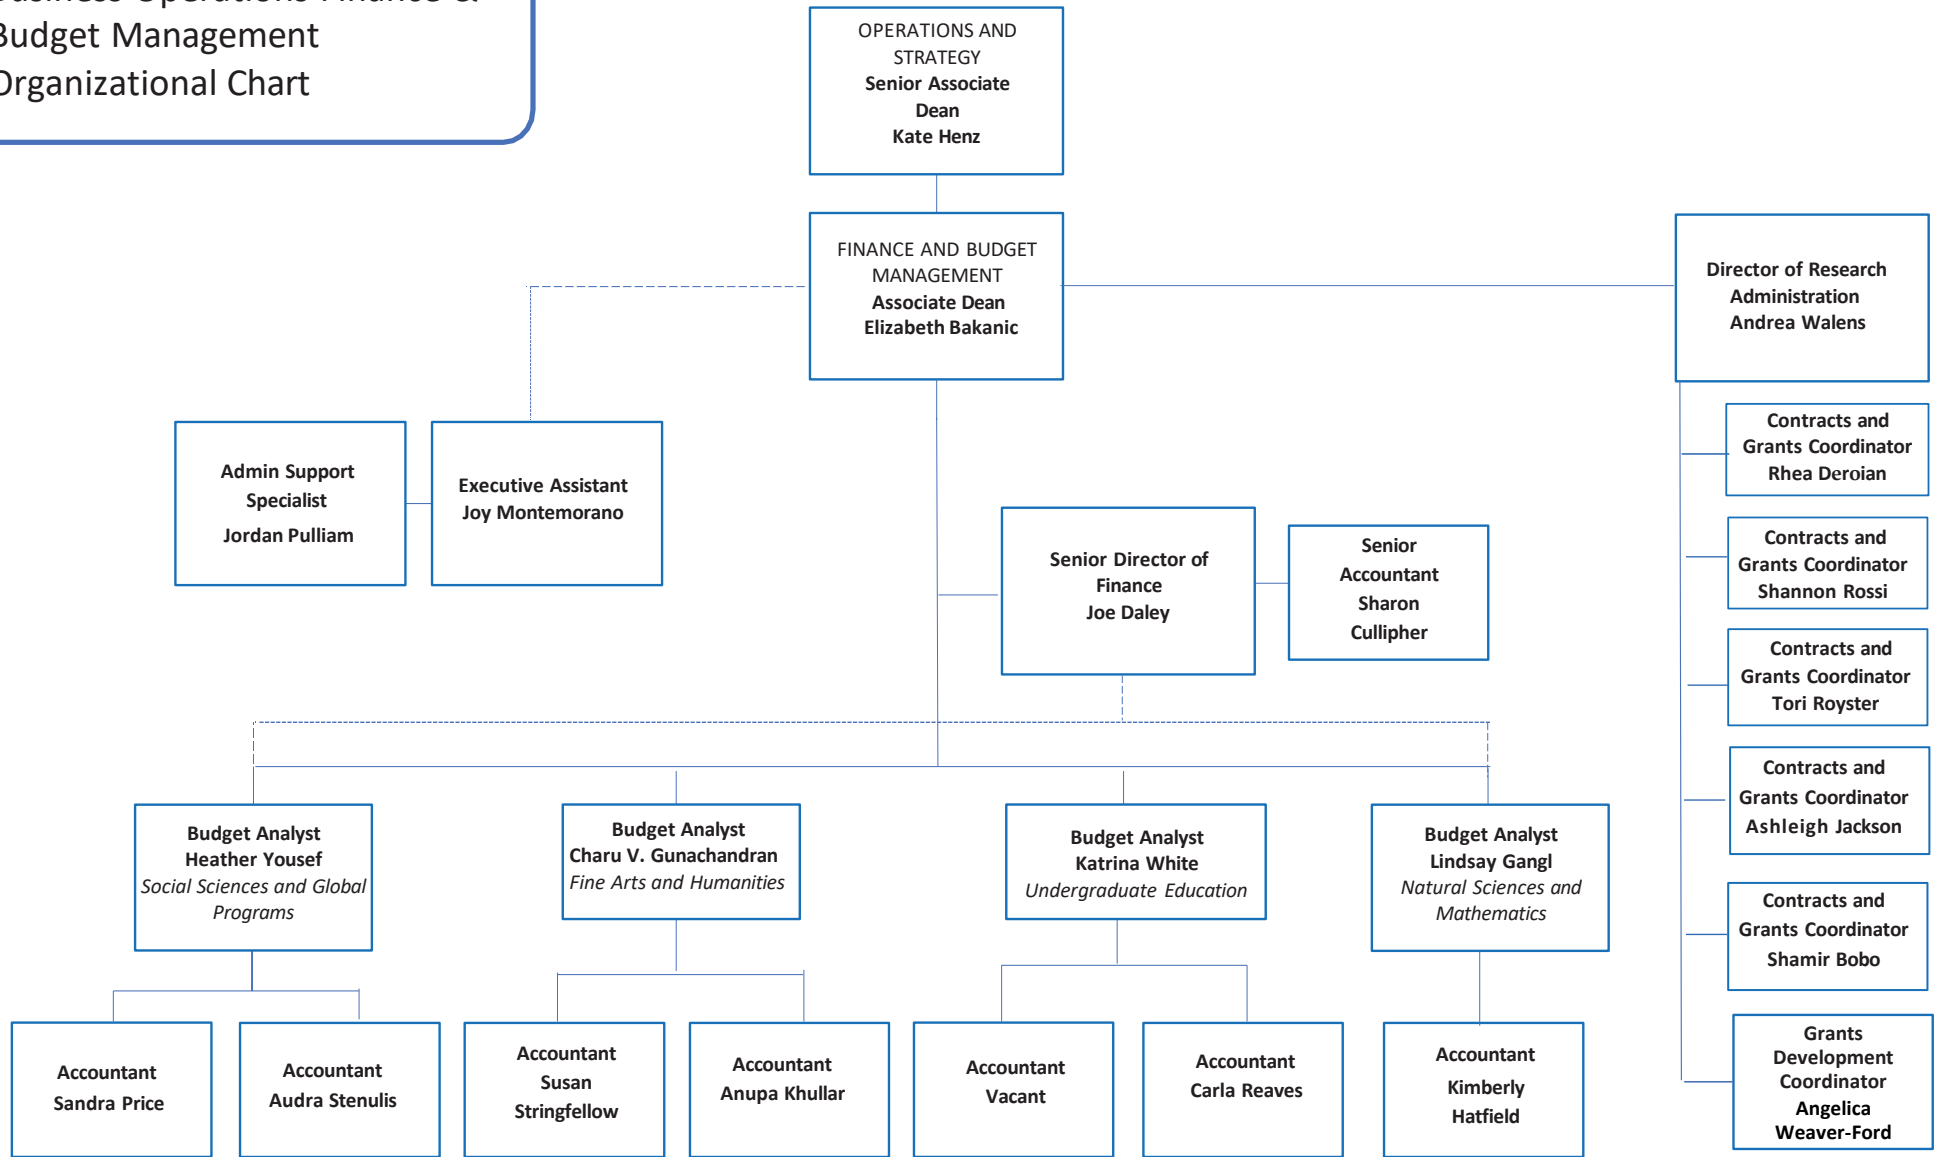 Budget Management
Organizational Chart
OPERATIONS AND
STRATEGY
Senior Associate
Dean
Kate Henz
FINANCE AND BUDGET
MANAGEMENT
Associate Dean
Elizabeth Bakanic
Director of Research
Administration
Andrea Walens
Admin Support
Specialist
Jordan Pulliam
Executive Assistant
Joy Montemorano
Senior Director of
Finance
Joe Daley
Senior
Accountant
Sharon
Cullipher
Contracts and
Grants Coordinator
Rhea Deroian
Contracts and
Grants Coordinator
Shannon Rossi
Contracts and
Grants Coordinator
Tori Royster
Contracts and
Grants Coordinator
Ashleigh Jackson
Contracts and
Grants Coordinator
Shamir Bobo
Grants
Development
Coordinator
Angelica
Weaver-Ford
Budget Analyst
Heather Yousef
Social Sciences and Global
Programs
Budget Analyst
Charu V. Gunachandran
Fine Arts and Humanities
Budget Analyst
Katrina White
Undergraduate Education
Budget Analyst
Lindsay Gangl
Natural Sciences and
Mathematics
Accountant
Sandra Price
Accountant
Audra Stenulis
Accountant
Susan
Stringfellow
Accountant
Anupa Khullar
Accountant
Vacant
Accountant
Carla Reaves
Accountant
Kimberly
Hatfield